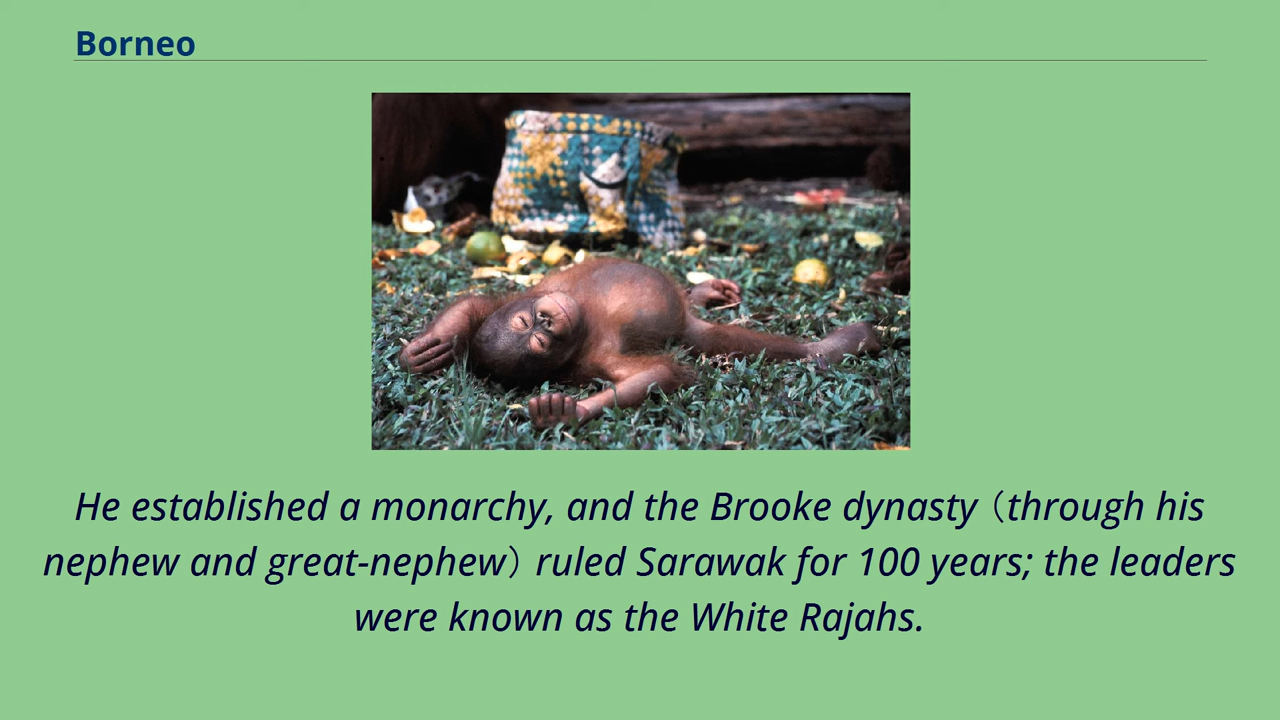 Borneo
He established a monarchy, and the Brooke dynasty (through his
nephew and great-nephew) ruled Sarawak for 100 years; the leaders
were known as the White Rajahs.